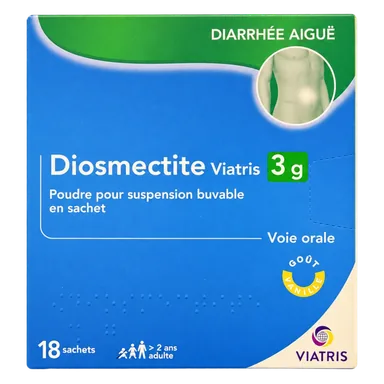 DIARRHÉE AIGUË
Diosmectite Viatris 3 g
Poudre pour suspension buvable
en sachet
Voie orale
GOÛT
VANILLE
18 sachets
> 2 ans
adulte
VIATRIS